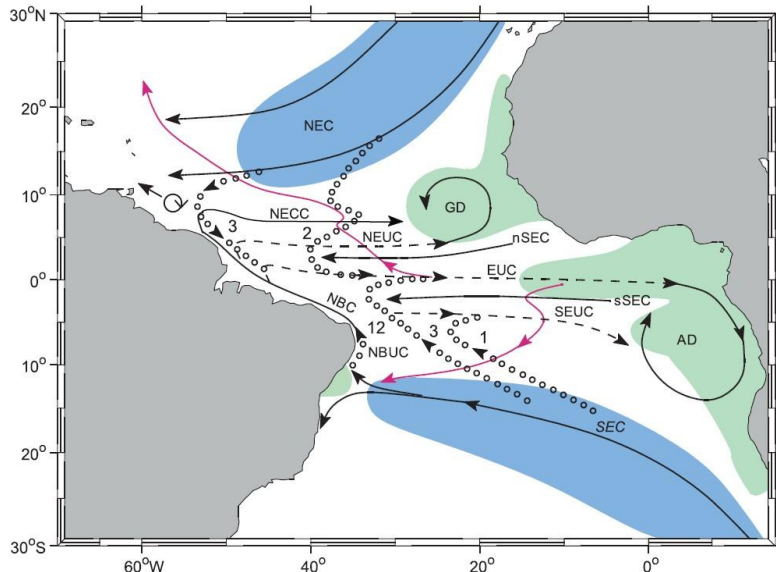 30°N
20°
NEC
10°
GD
NECC
3
2
NEUC
nSEC
0°
EUC
NBC
sSEC
12
3
1
SEUC
AD
NBUC
10°
SEC
20°
30°S
60°W
40°
20°
0°